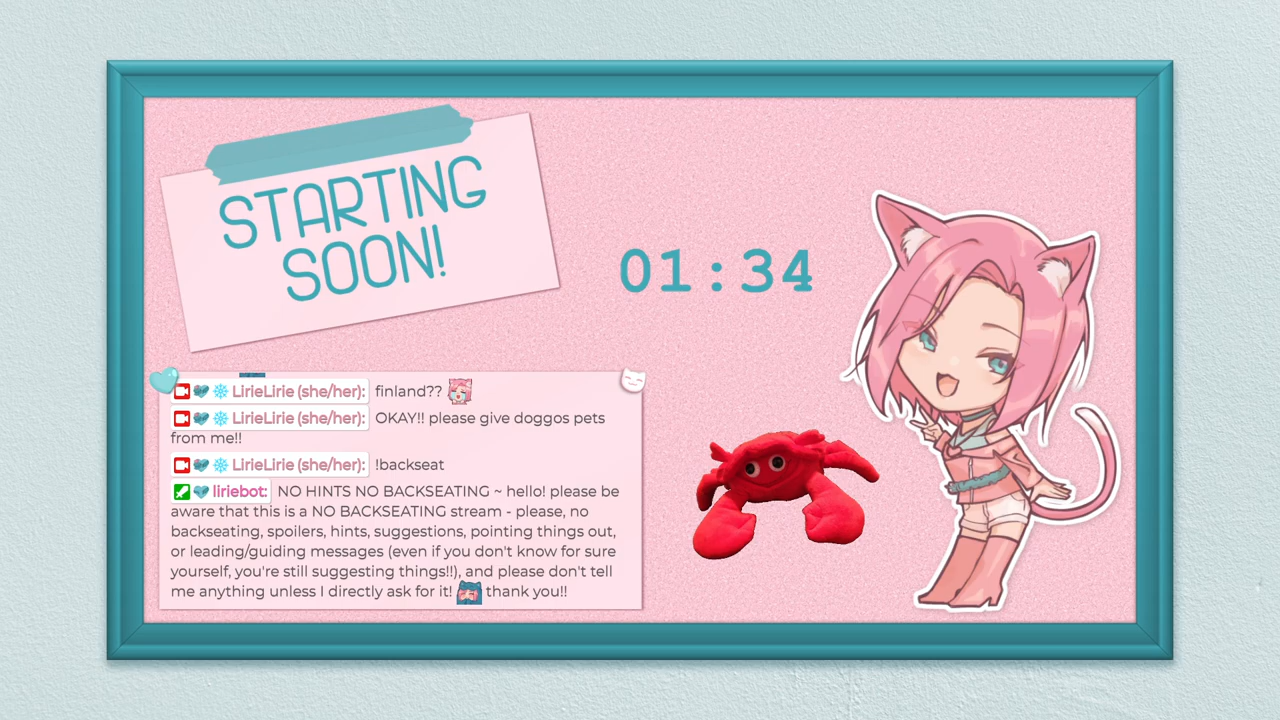 STARTING
SOON!
01:34
LirieLirie (she/her): finland??
LirieLirie (she/her): OKAY!! please give doggos pets
from me!!
LirieLirie (she/her): !backseat
liriebot: NO HINTS NO BACKSEATING ~ hello! please be
aware that this is a NO BACKSEATING stream - please, no
backseating, spoilers, hints, suggestions, pointing things out,
or leading/guiding messages (even if you don't know for sure
yourself, you're still suggesting things!!), and please don't tell
me anything unless I directly ask for it! thank you!!